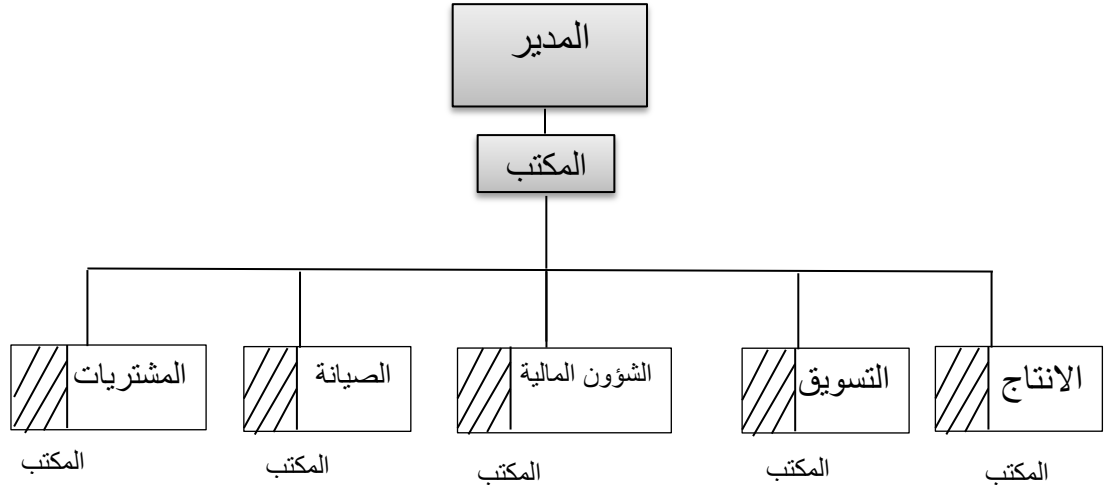 المدير
المكتب
الانتاج
التسويق
الشؤون المالية
الصيانة
المشتريات
المكتب
المكتب
المكتب
المكتب
المكتب